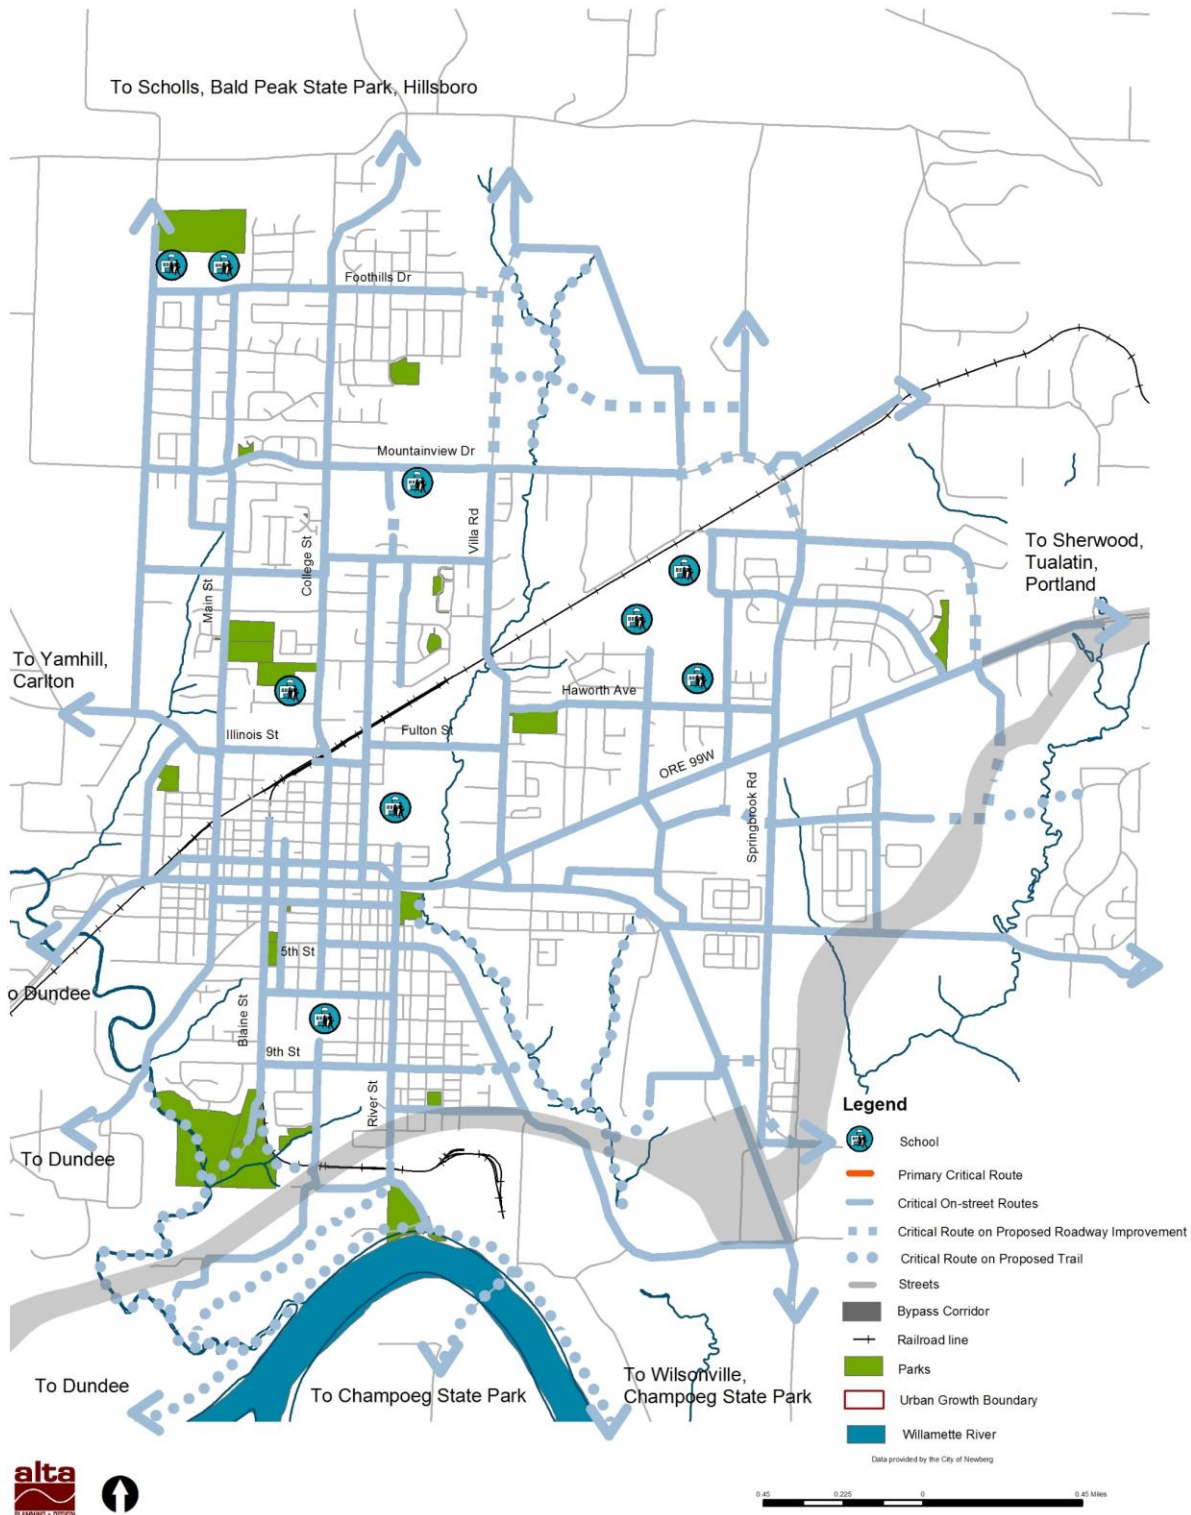 To Scholls, Bald Peak State Park, Hillsboro
Foothills Dr
Mountainview Dr
Villa Rd
College St
Main St
To Sherwood,
Tualatin,
Portland
To Yamhill,
Carlton
Haworth Ave
Illinois St
Fulton St
ORE 99W
Springbrook Rd
5th St
o Dundee
Blaine St
9th St
River St
To Dundee
To Dundee
To Champoeg State Park
To Wilsonville,
Champoeg State Park
Legend
School
Primary Critical Route
Critical On-street Routes
Critical Route on Proposed Roadway Improvement
Critical Route on Proposed Trail
Streets
Bypass Corridor
Railroad line
Parks
Urban Growth Boundary
Willamette River
Data provided by the City of Newberg
alta
PLANNING + DESIGN
0.45 0.225 0 0.45 Miles